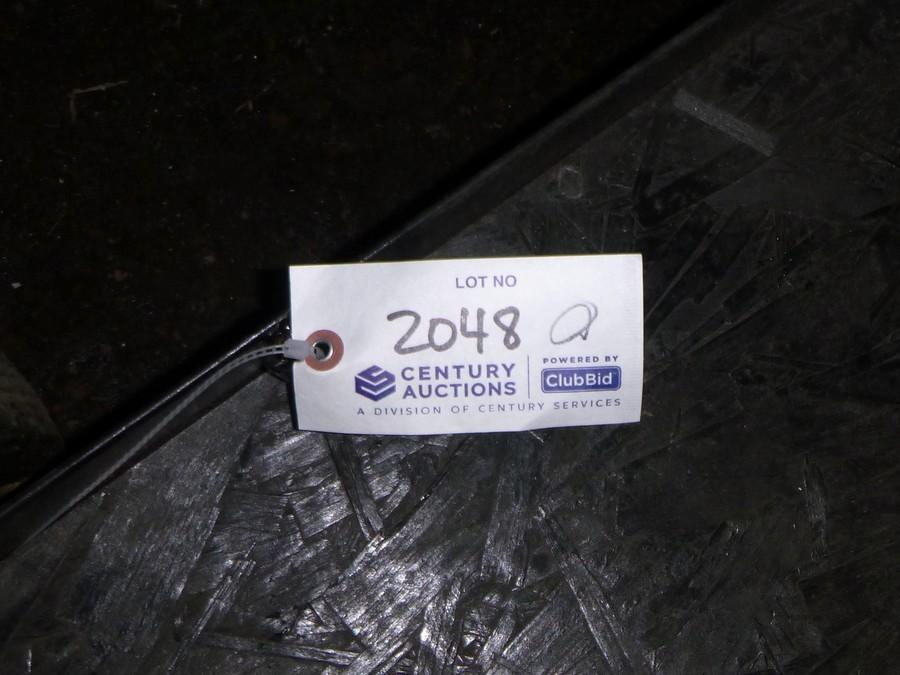 LOT NO
2048
CENTURY AUCTIONS
POWERED BY
ClubBid
A DIVISION OF CENTURY SERVICES